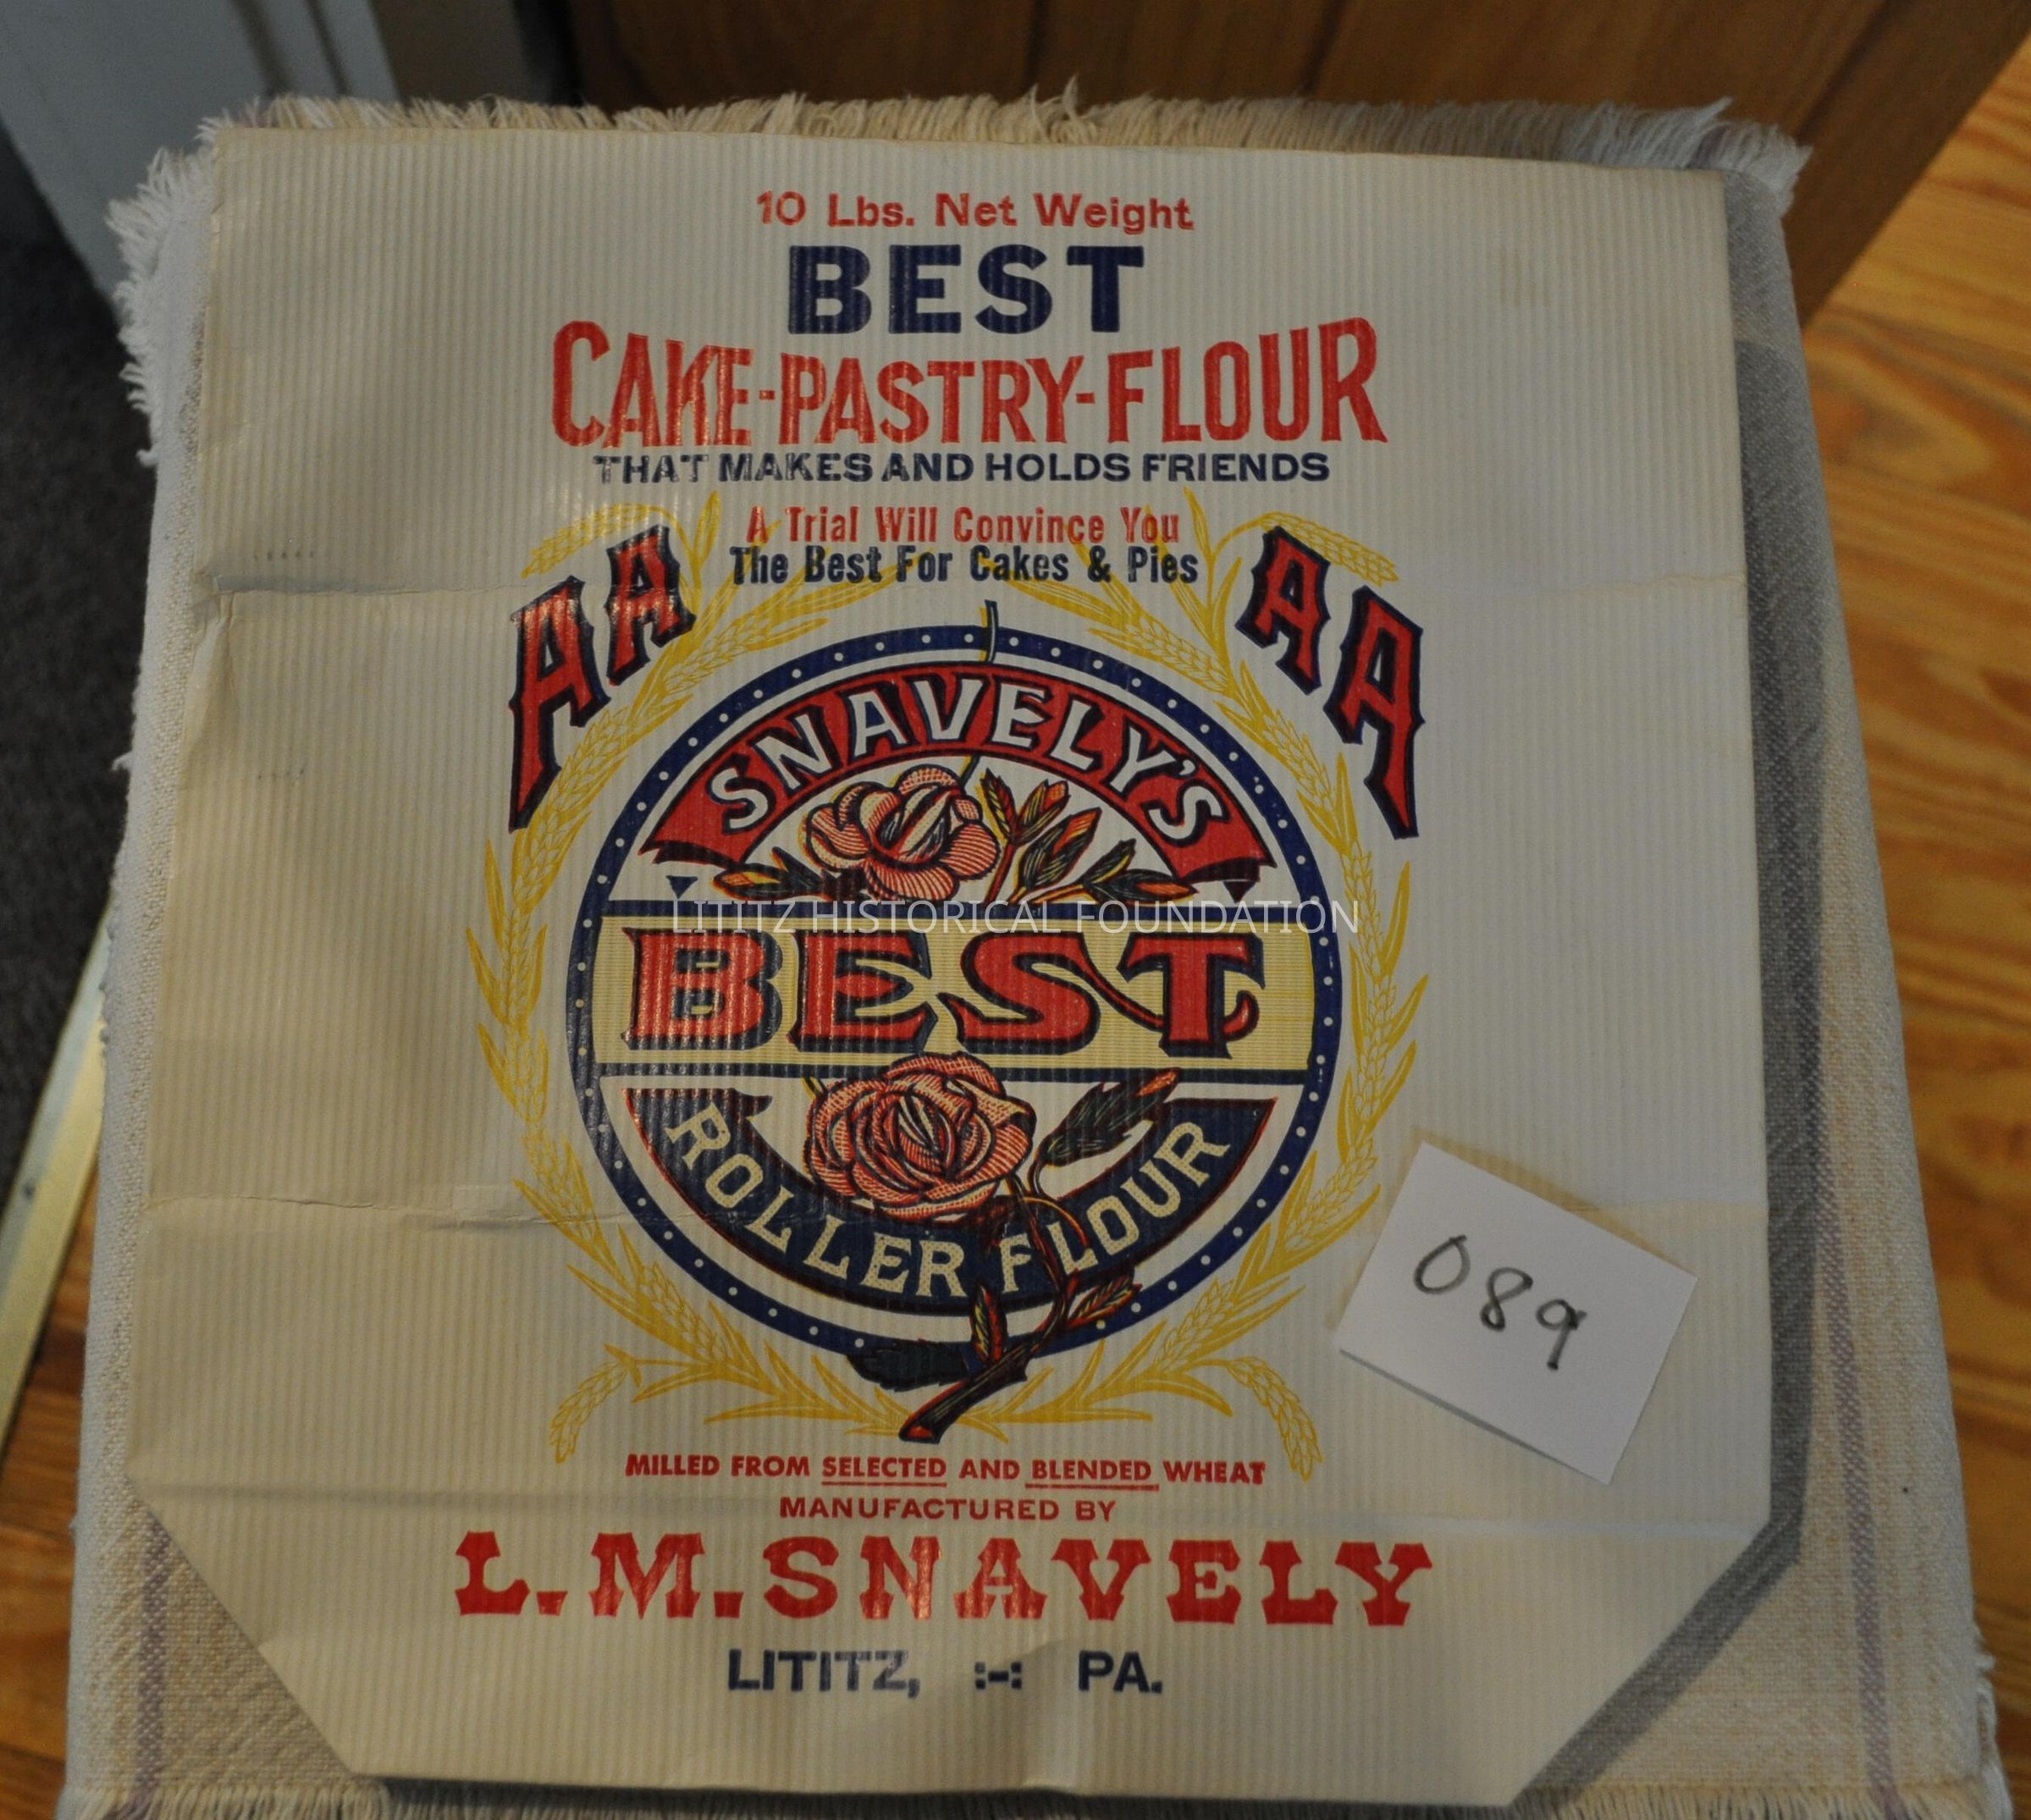 10 Lbs. Net Weight
BEST
CAKE-PASTRY-FLOUR
THAT MAKES AND HOLDS FRIENDS
A Trial Will Convince You
The Best For Cakes & Pies
AA AA
SNAVELY'S
LITITZ HISTORICAL FOUNDATION
BEST
ROLLER FLOUR
089
MILLED FROM SELECTED AND BLENDED WHEAT
MANUFACTURED BY
L.M.SNAVELY
LITITZ, :-: PA.